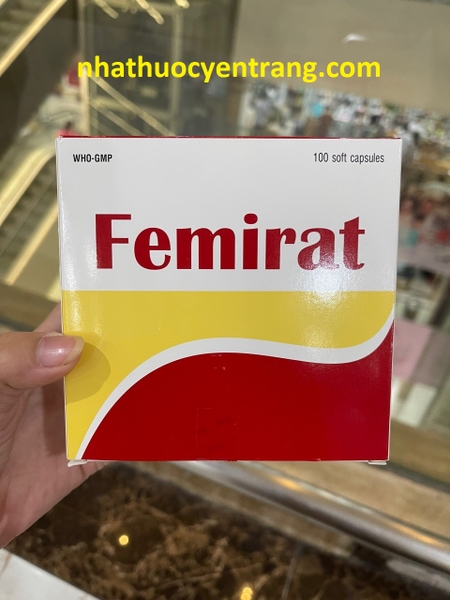 nhathuocyentrang.com
WHO-GMP 100 soft capsules
Femirat